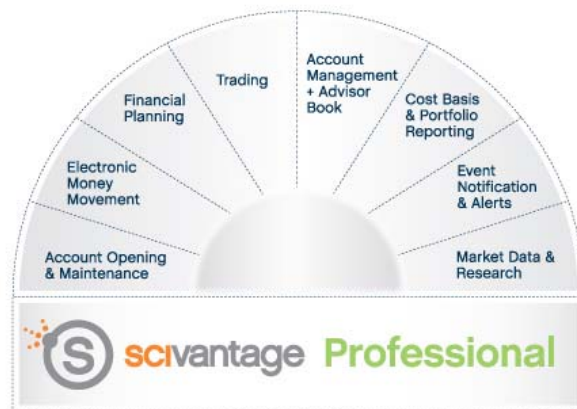 Account Opening
& Maintenance
Electronic
Money
Movement
Financial
Planning
Trading
Account
Management
+ Advisor
Book
Cost Basis
& Portfolio
Reporting
Event
Notification
& Alerts
Market Data &
Research
S scivantage Professional